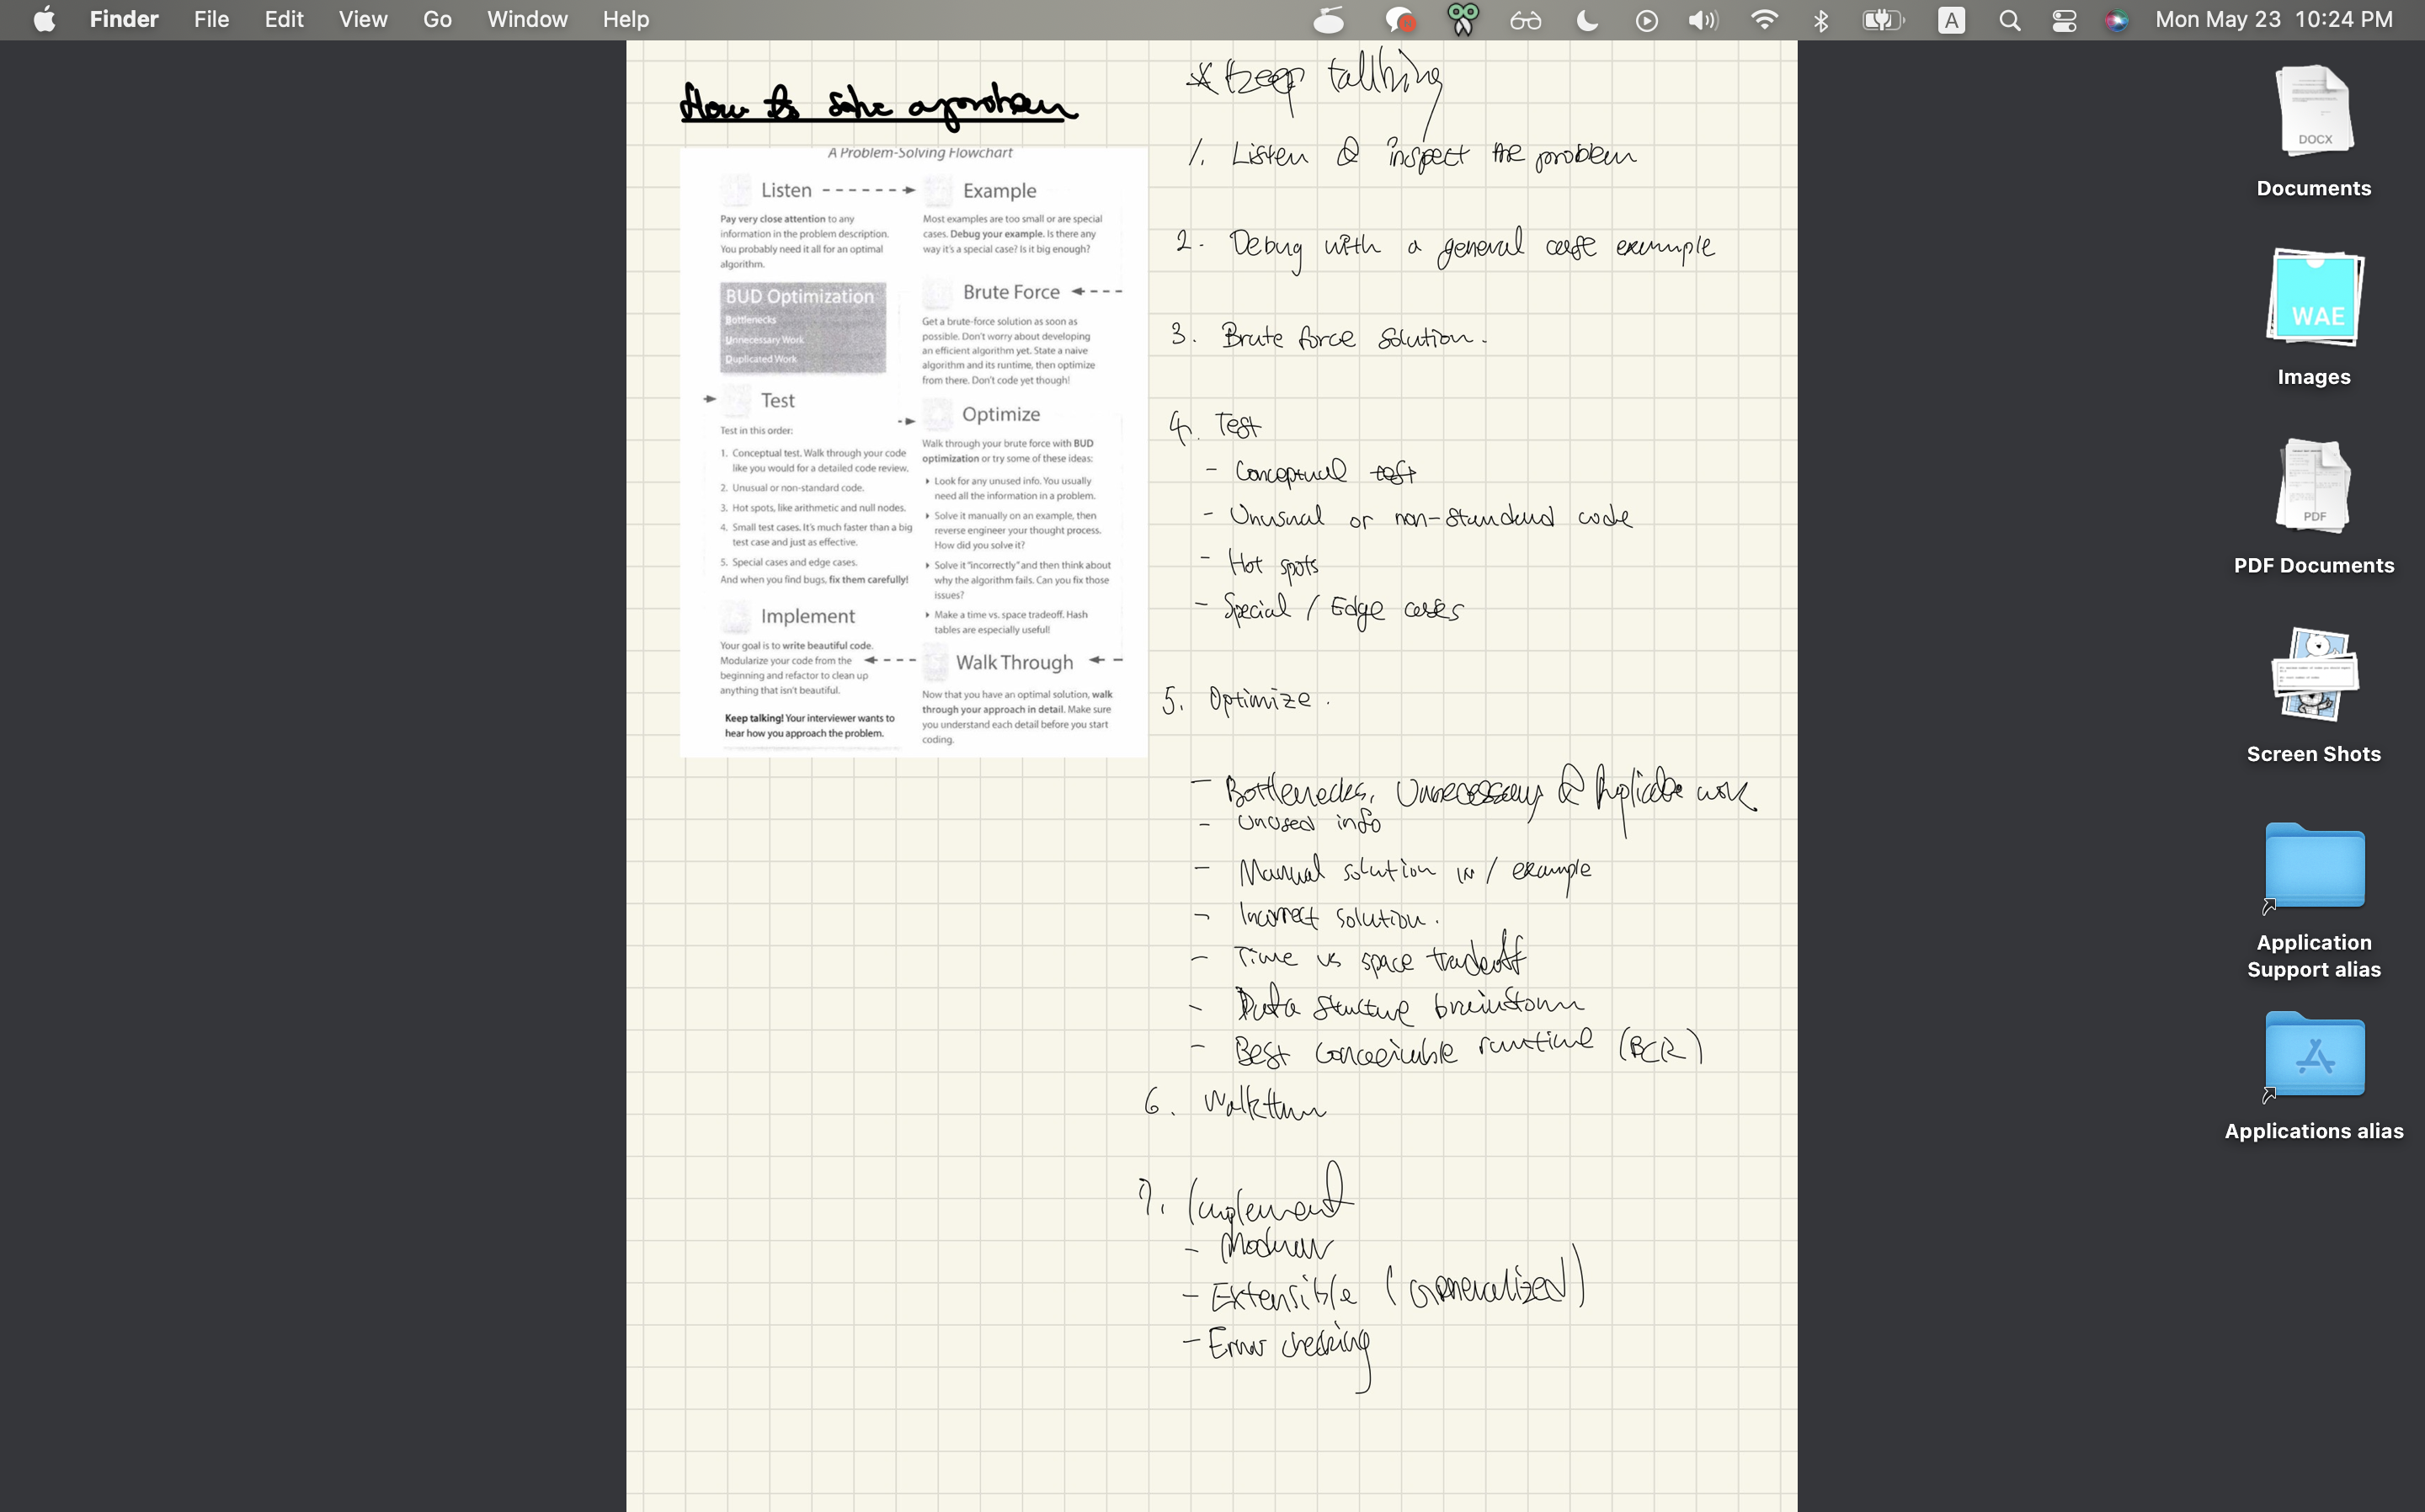 Finder File Edit View Go Window Help
A
Mon May 23 10:24 PM
How to solve a problem
A Problem-Solving Flowchart
Listen
Pay very close attention to any
information in the problem description.
You probably need it all for an optimal
algorithm.
BUD Optimization
Bottlenecks
Unnecessary Work
Duplicated Work
Test
Test in this order:
1. Conceptual test. Walk through your code
like you would for a detailed code review.
2. Unusual or non-standard code.
3. Hot spots, like arithmetic and null nodes.
4. Small test cases. It's much faster than a big
test case and just as effective.
5. Special cases and edge cases.
And when you find bugs, fix them carefully!
Implement
Your goal is to write beautiful code.
Modularize your code from the
beginning and refactor to clean up
anything that isn't beautiful.
Keep talking! Your interviewer wants to
hear how you approach the problem.
Example
Most examples are too small or are special
cases. Debug your example. Is there any
way it's a special case? Is it big enough?
Brute Force
Get a brute-force solution as soon as
possible. Don't worry about developing
an efficient algorithm yet. State a naive
algorithm and its runtime, then optimize
from there. Don't code yet though!
Optimize
Walk through your brute force with BUD
optimization or try some of these ideas:
Look for any unused info. You usually
need all the information in a problem.
Solve it manually on an example, then
reverse engineer your thought process.
How did you solve it?
Solve it "incorrectly" and then think about
why the algorithm fails. Can you fix those
issues?
Make a time vs. space tradeoff. Hash
tables are especially useful!
Walk Through
Now that you have an optimal solution, walk
through your approach in detail. Make sure
you understand each detail before you start
coding.
* Keep talking
1. Listen & inspect the problem
2. Debug with a general case example
3. Brute force solution.
4. Test
- Conceptual test
- Unusual or non-standard code
- Hot spots
- Special / Edge cases
5. Optimize.
- Bottlenecks, Unnecessary & Duplicate work
- Unused info
- Manual solution w/ example
- Incorrect solution.
- Time vs space tradeoff
- Data structure brainstorm
- Best conceivable runtime (BCR)
6. Walkthru
7. Implement
- Modular
- Extensible (Generalized)
- Error checking
DOCX
Documents
WAE
Images
PDF
PDF Documents
Screen Shots
Application
Support alias
Applications alias